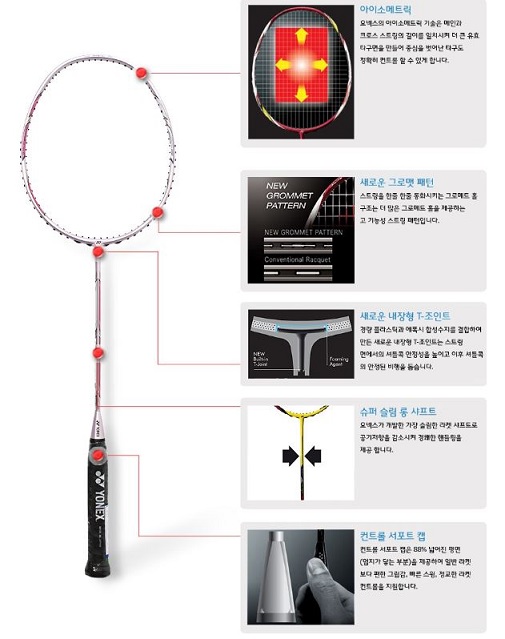 아이소메트릭
요넥스의 아이소메트릭 기술은 메인과
크로스 스트링의 길이를 일치시켜 더 큰 유효
타구면을 만들어 중심을 벗어난 타구도
정확히 컨트롤 할 수 있게 합니다.
새로운 그로멧 패턴
스트링을 한줄 한줄 통과시키는 그로메트 홀
구조는 더 많은 그로메트 홀을 제공하는
고 가능성 스트링 패턴입니다.
NEW
GROMMET
PATTERN
NEW GROMMET PATTERN
Conventional Racquet
새로운 내장형 T-조인트
경량 플라스틱과 에폭시 합성수지를 결합하여
만든 새로운 내장형 T-조인트는 스트링
면에서의 셔틀콕 안정성을 높이고 이후 셔틀콕
의 안정된 비행을 돕습니다.
NEW
Built-in
T-Joint
Foaming
Agent
슈퍼 슬림 롱 샤프트
요넥스가 개발한 가장 슬림한 라켓 샤프트로
공기저항을 감소시켜 경쾌한 핸들링을
제공 합니다.
컨트롤 서포트 캡
컨트롤 서포트 캡은 88% 넓어진 평면
(엄지가 닿는 부분)을 제공하여 일반 라켓
보다 편한 그립감, 빠른 스윙, 정교한 라켓
컨트롤을 지원합니다.
YONEX